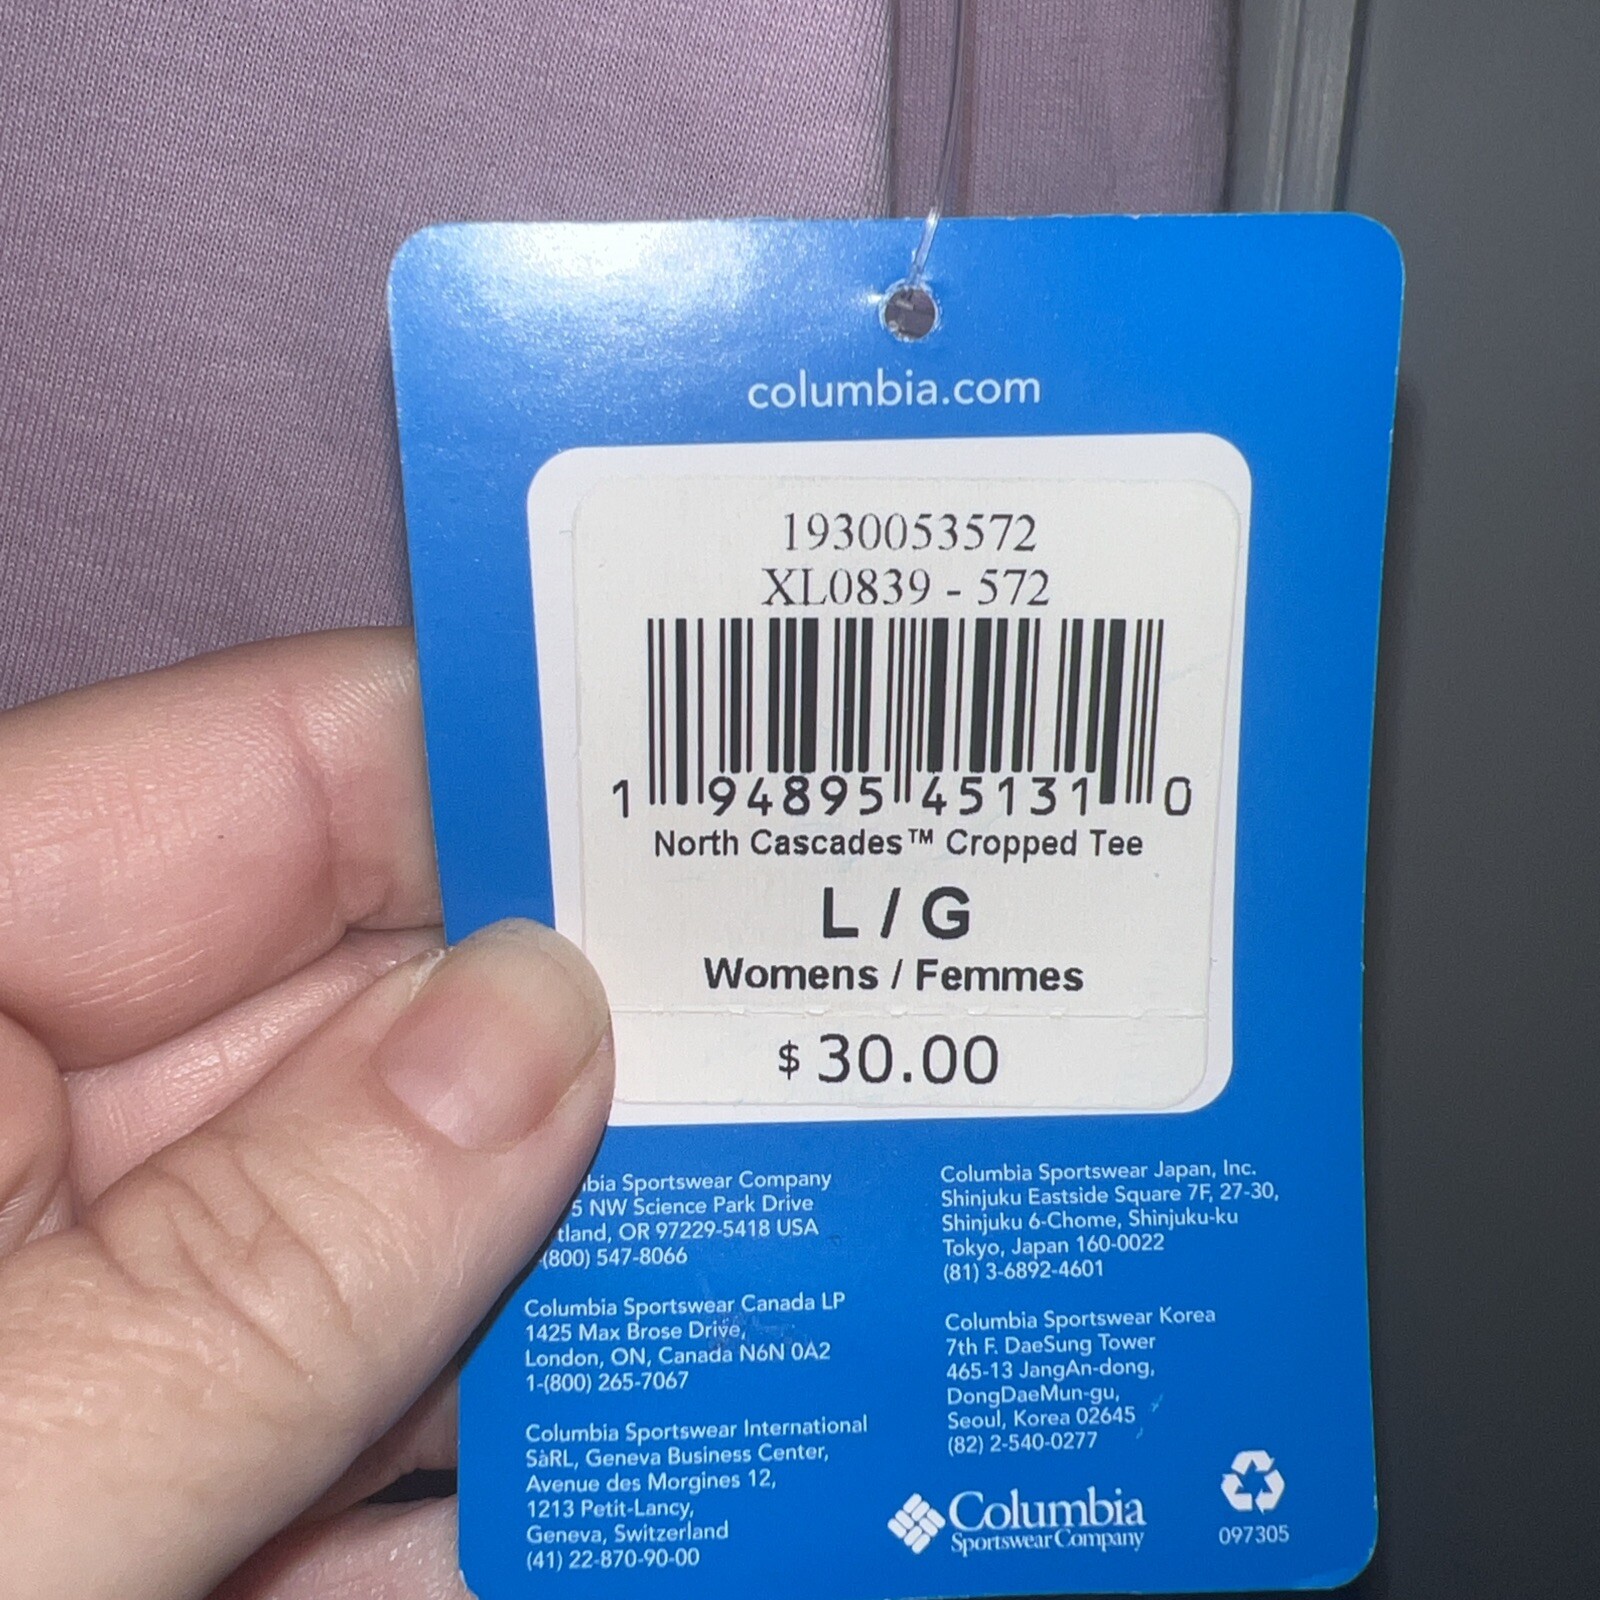 columbia.com
1930053572
XL0839 - 572
1 94895 45131 0
North Cascades™ Cropped Tee
L / G
Womens / Femmes
$ 30.00
Sportswear Company
NW Science Park Drive
OR 97229-5418 USA
(800) 547-8066
Columbia Sportswear Canada LP
1425 Max Brose Drive,
London, ON, Canada N6N 0A2
1-(800) 265-7067
Columbia Sportswear International
SàRL, Geneva Business Center,
Avenue des Morgines 12,
1213 Petit-Lancy,
Geneva, Switzerland
(41) 22-870-90-00
Columbia Sportswear Japan, Inc.
Shinjuku Eastside Square 7F, 27-30,
Shinjuku 6-Chome, Shinjuku-ku
Tokyo, Japan 160-0022
(81) 3-6892-4601
Columbia Sportswear Korea
7th F. DaeSung Tower
465-13 JangAn-dong,
DongDaeMun-gu,
Seoul, Korea 02645
(82) 2-540-0277
Columbia
Sportswear Company
097305